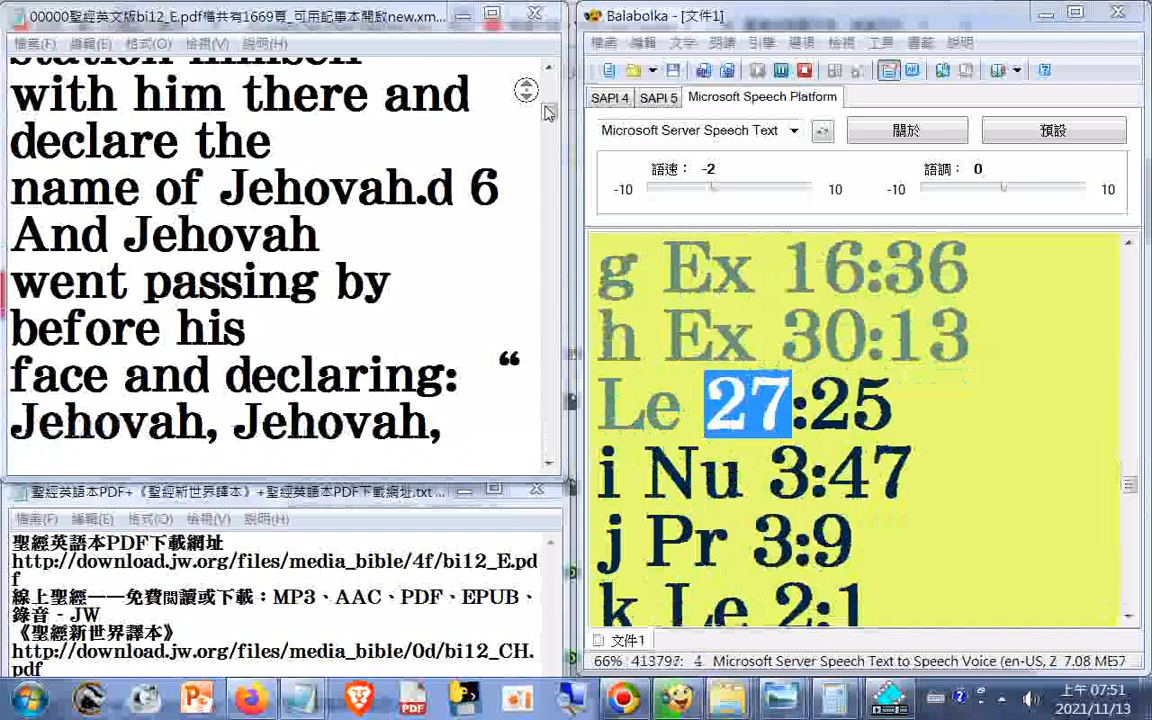 00000聖經英文版bi12_E.pdf檔共有1669頁_可用記事本開啟new.xm...
檔案(F) 編輯(E) 格式(O) 檢視(V) 說明(H)
station himself
with him there and
declare the
name of Jehovah.d 6
And Jehovah
went passing by
before his
face and declaring: “
Jehovah, Jehovah,
聖經英語本PDF+《聖經新世界譯本》+聖經英語本PDF下載網址.txt ...
檔案(F) 編輯(E) 格式(O) 檢視(V) 說明(H)
聖經英語本PDF下載網址
http://download.jw.org/files/media_bible/4f/bi12_E.pd
f
線上聖經——免費閱讀或下載：MP3、AAC、PDF、EPUB、
錄音 - JW
《聖經新世界譯本》
http://download.jw.org/files/media_bible/0d/bi12_CH.
pdf
Balabolka - [文件1]
檔案 編輯 文字 朗讀 引擎 選項 檢視 工具 書籤 說明
SAPI 4 SAPI 5 Microsoft Speech Platform
Microsoft Server Speech Text 關於 預設
語速： -2 語調： 0
-10 10 -10 10
g Ex 16:36
h Ex 30:13
Le 27:25
i Nu 3:47
j Pr 3:9
k Le 2:1
文件1
66% Microsoft Server Speech Text to Speech Voice (en-US, Z 7.08 MB
PDF
上午 07:51
2021/11/13